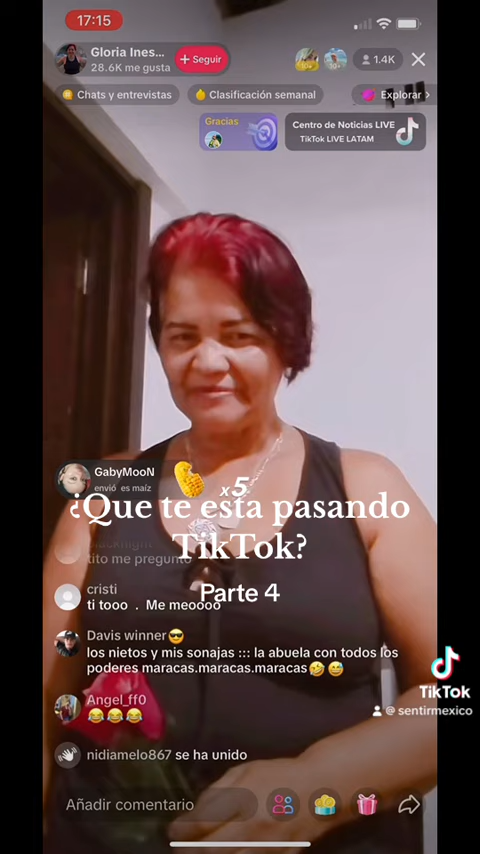 17:15
Gloria Ines...
28.6K me gusta
+ Seguir
1.4K
Chats y entrevistas
Clasificación semanal
Explorar
Gracias
Centro de Noticias LIVE
TikTok LIVE LATAM
GabyMooN
envió es maíz
x5
¿Que te esta pasando
TikTok?
Parte 4
tito me pregunto
cristi
ti tooo . Me meoooo
Davis winner😎
los nietos y mis sonajas ::: la abuela con todos los
poderes maracas.maracas.maracas🤣😅
Angel_ff0
😂😂😂
nidiamelo867 se ha unido
TikTok
@sentirmexico
Añadir comentario